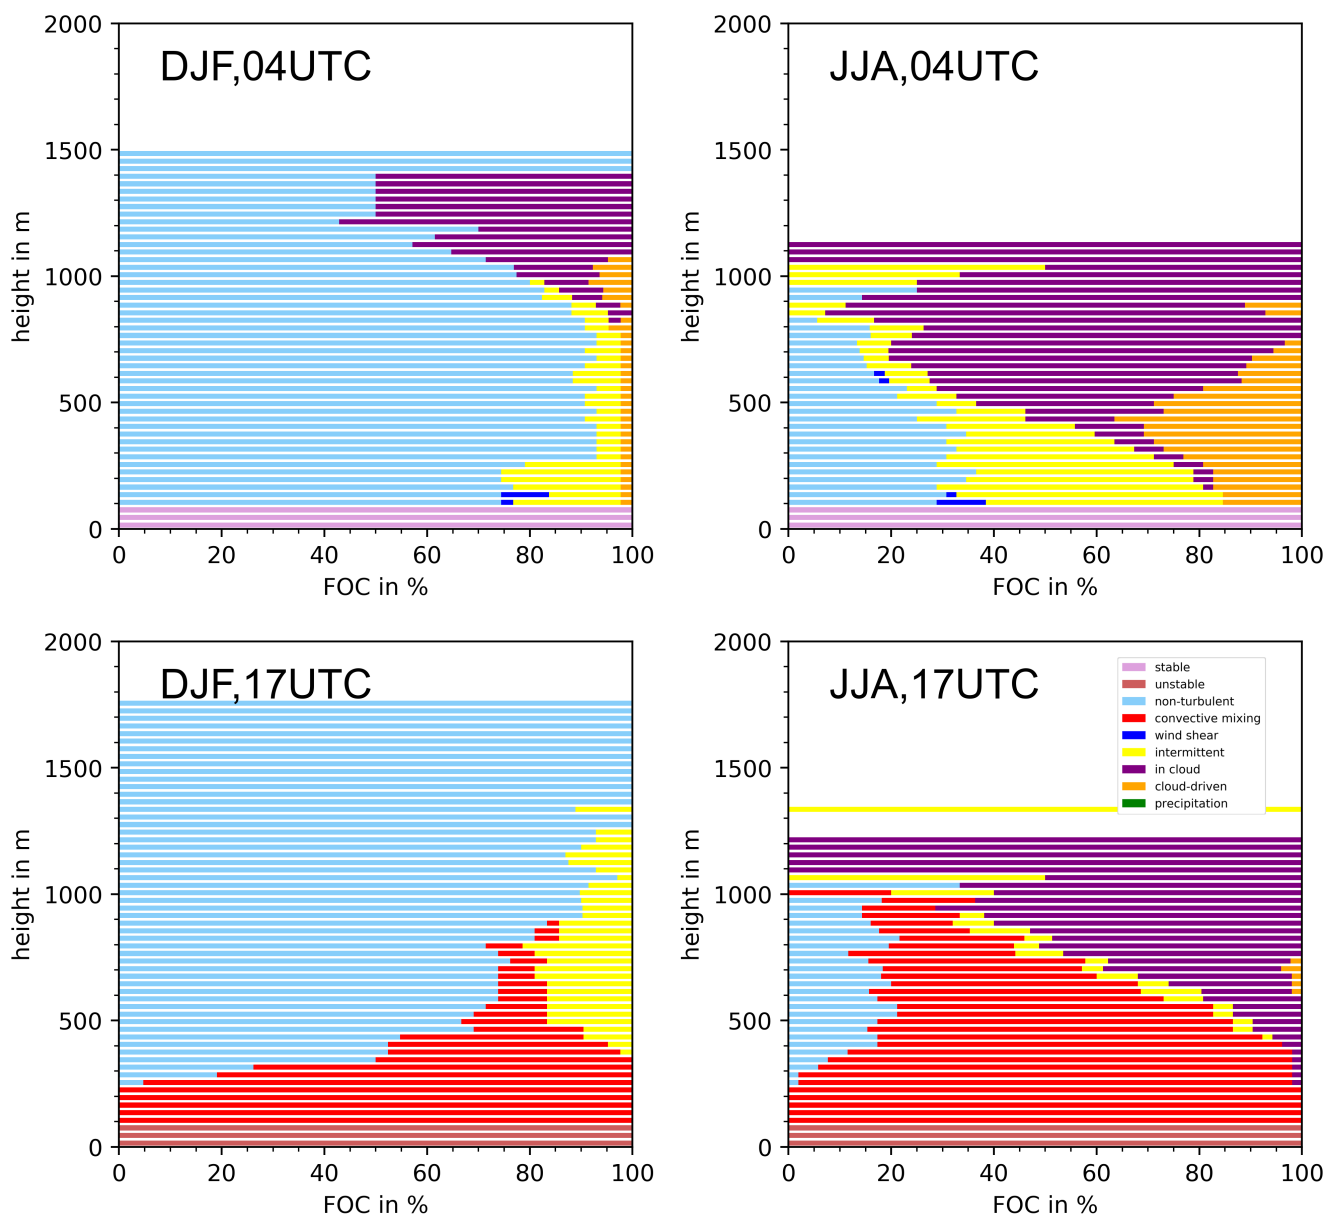 DJF,04UTC
2000
1500
1000
500
0
height in m
0 20 40 60 80 100
FOC in %
JJA,04UTC
2000
1500
1000
500
0
height in m
0 20 40 60 80 100
FOC in %
DJF,17UTC
2000
1500
1000
500
0
height in m
0 20 40 60 80 100
FOC in %
JJA,17UTC
2000
1500
1000
500
0
height in m
0 20 40 60 80 100
FOC in %
stable
unstable
non-turbulent
convective mixing
wind shear
intermittent
in cloud
cloud-driven
precipitation